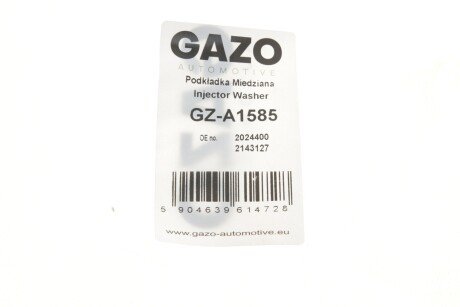 GAZO
AUTOMOTIVE
Podkładka Miedziana
Injector Washer
GZ-A1585
OE no. 2024400
2143127
5 904639 614728
www.gazo-automotive.eu